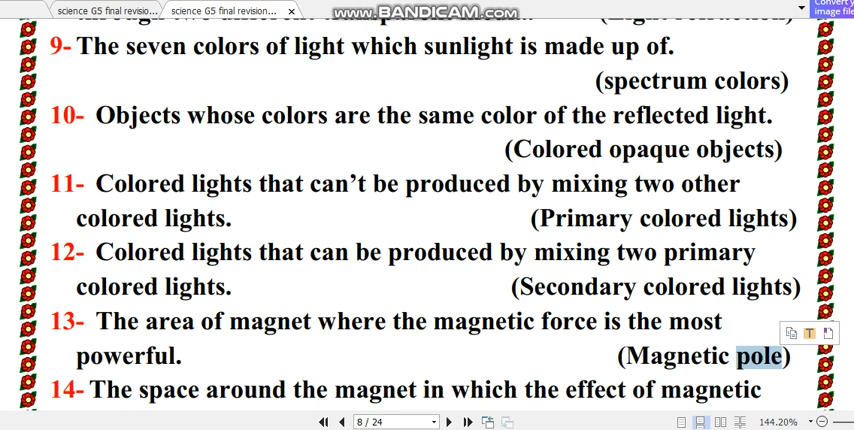 science G5 final revisio...
science G5 final revision...
www.BANDICAM.com
Convert y
image file
9- The seven colors of light which sunlight is made up of.
(spectrum colors)
10- Objects whose colors are the same color of the reflected light.
(Colored opaque objects)
11- Colored lights that can’t be produced by mixing two other
colored lights. (Primary colored lights)
12- Colored lights that can be produced by mixing two primary
colored lights. (Secondary colored lights)
13- The area of magnet where the magnetic force is the most
powerful. (Magnetic pole)
14- The space around the magnet in which the effect of magnetic
8 / 24
144.20%